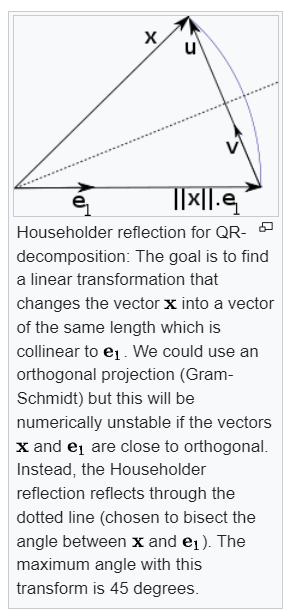 x
u
v
e1
||x||.e1
Householder reflection for QR-
decomposition: The goal is to find
a linear transformation that
changes the vector x into a vector
of the same length which is
collinear to e1. We could use an
orthogonal projection (Gram-
Schmidt) but this will be
numerically unstable if the vectors
x and e1 are close to orthogonal.
Instead, the Householder
reflection reflects through the
dotted line (chosen to bisect the
angle between x and e1). The
maximum angle with this
transform is 45 degrees.